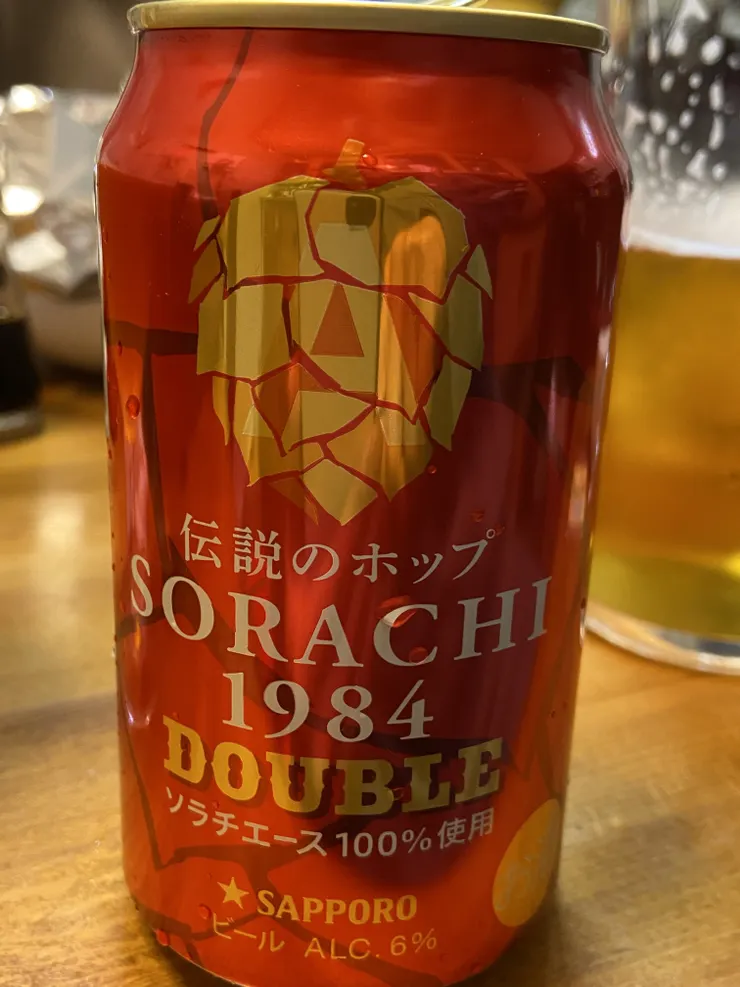 伝説のホップ
SORACHI
1984
DOUBLE
ソラチエース100%使用
★SAPPORO
ビール ALC. 6%